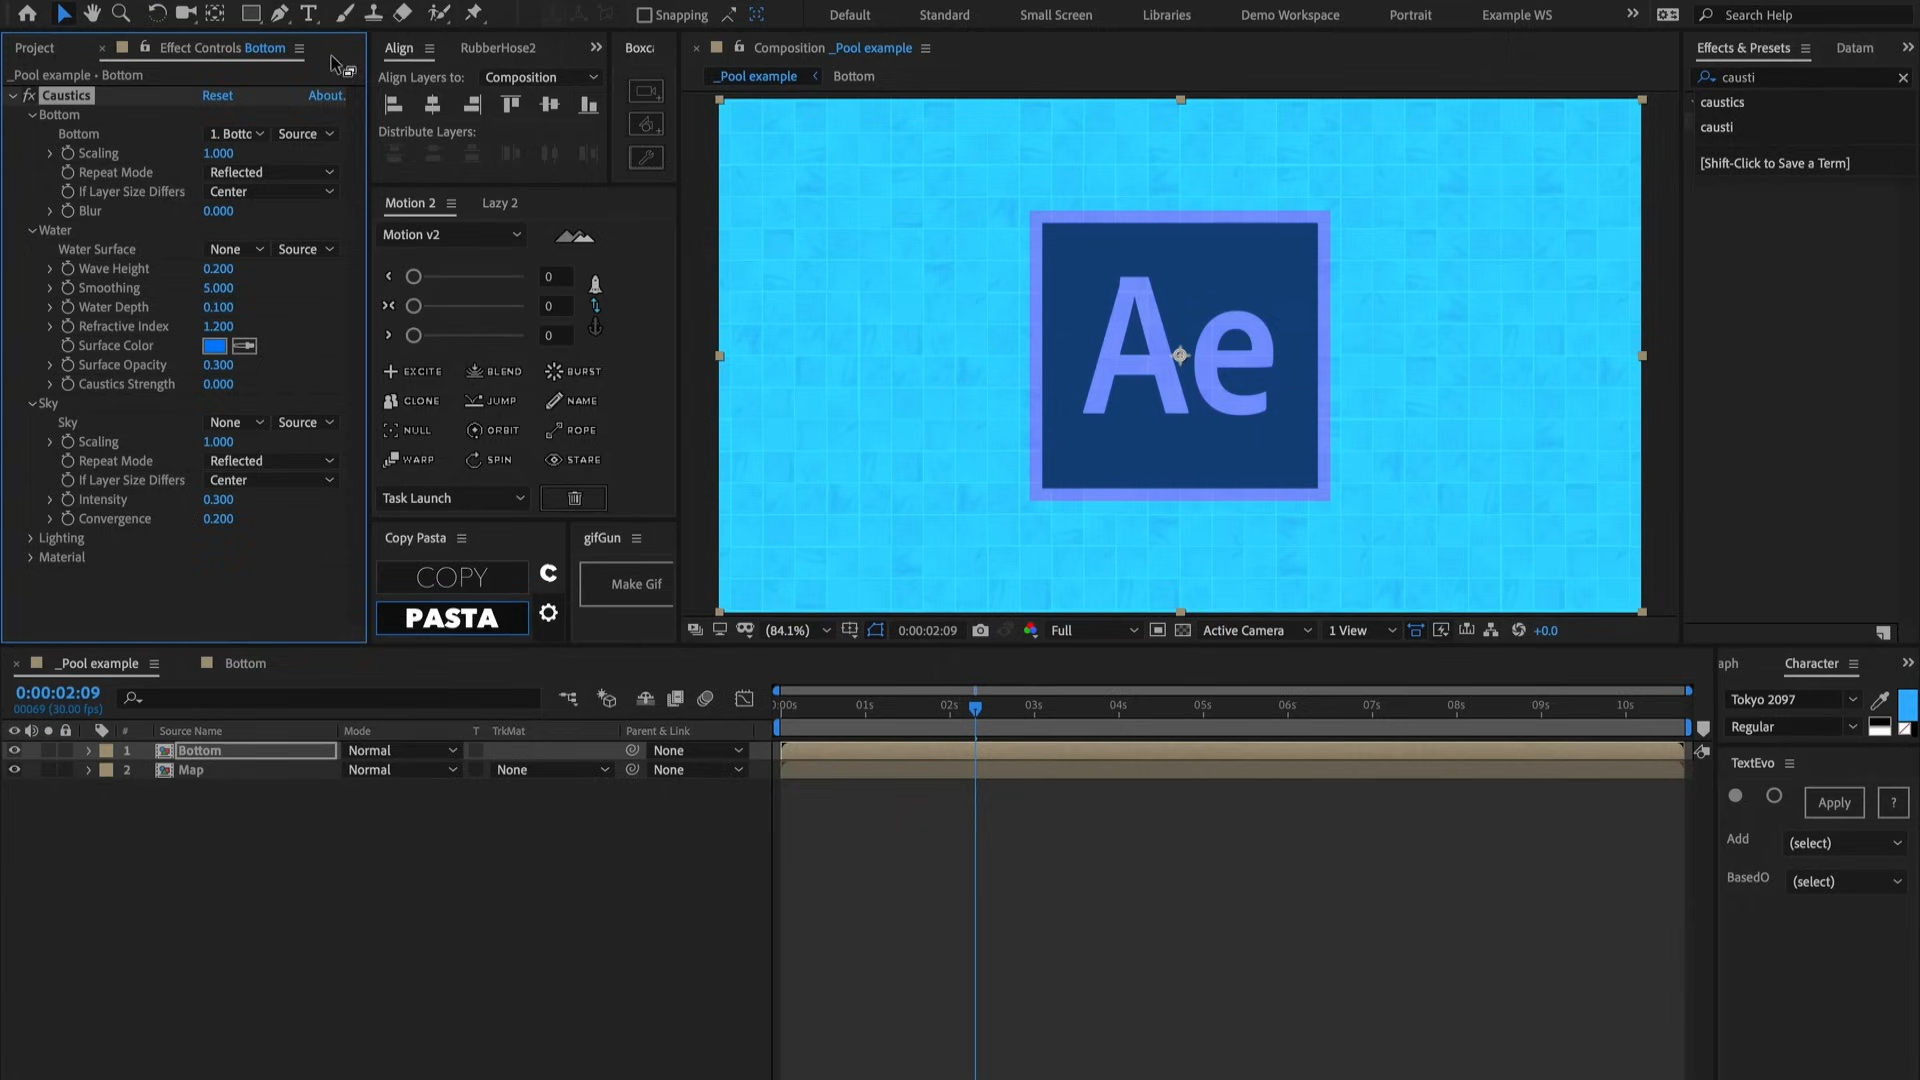 Snapping
Default
Standard
Small Screen
Libraries
Demo Workspace
Portrait
Example WS
Search Help
Project
Effect Controls Bottom
_Pool example • Bottom
fx Caustics
Reset
About.
Bottom
Bottom
1. Botto
Source
Scaling
1.000
Repeat Mode
Reflected
If Layer Size Differs
Center
Blur
0.000
Water
Water Surface
None
Source
Wave Height
0.200
Smoothing
5.000
Water Depth
0.100
Refractive Index
1.200
Surface Color
Surface Opacity
0.300
Caustics Strength
0.000
Sky
Sky
None
Source
Scaling
1.000
Repeat Mode
Reflected
If Layer Size Differs
Center
Intensity
0.300
Convergence
0.200
Lighting
Material
Align
RubberHose2
Align Layers to:
Composition
Distribute Layers:
Boxca
Motion 2
Lazy 2
Motion v2
0
0
0
EXCITE
BLEND
BURST
CLONE
JUMP
NAME
NULL
ORBIT
ROPE
WARP
SPIN
STARE
Task Launch
Copy Pasta
COPY
C
PASTA
gifGun
Make Gif
Composition _Pool example
_Pool example
Bottom
Ae
(84.1%)
0:00:02:09
Full
Active Camera
1 View
+0.0
Effects & Presets
Datam
causti
caustics
causti
[Shift-Click to Save a Term]
_Pool example
Bottom
0:00:02:09
00069 (30.00 fps)
# Source Name
Mode
T TrkMat
Parent & Link
1 Bottom
Normal
None
2 Map
Normal
None
None
):00s
01s
02s
03s
04s
05s
06s
07s
08s
09s
10s
aph
Character
Tokyo 2097
Regular
TextEvo
Apply
?
Add
(select)
BasedO
(select)